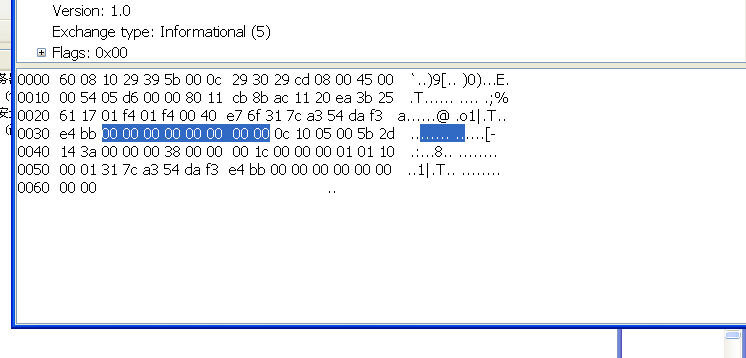 Version: 1.0
Exchange type: Informational (5)
Flags: 0x00
0000 60 08 10 29 39 5b 00 0c 29 30 29 cd 08 00 45 00 `..)9[.. )0)...E.
0010 00 54 05 d6 00 00 80 11 cb 8b ac 11 20 ea 3b 25 .T...... .... .;%
0020 61 17 01 f4 01 f4 00 40 e7 6f 31 7c a3 54 da f3 a......@ .o1|.T..
0030 e4 bb 00 00 00 00 00 00 00 00 0c 10 05 00 5b 2d ........ ......[-
0040 14 3a 00 00 00 38 00 00 00 1c 00 00 00 01 01 10 .:...8.. ........
0050 00 01 31 7c a3 54 da f3 e4 bb 00 00 00 00 00 00 ..1|.T.. ........
0060 00 00 ..